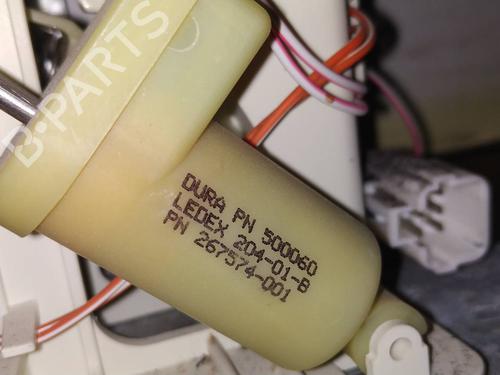 B-PARTS
DURA PN 500060
LEDEX 204-01-B
PN 267574-001